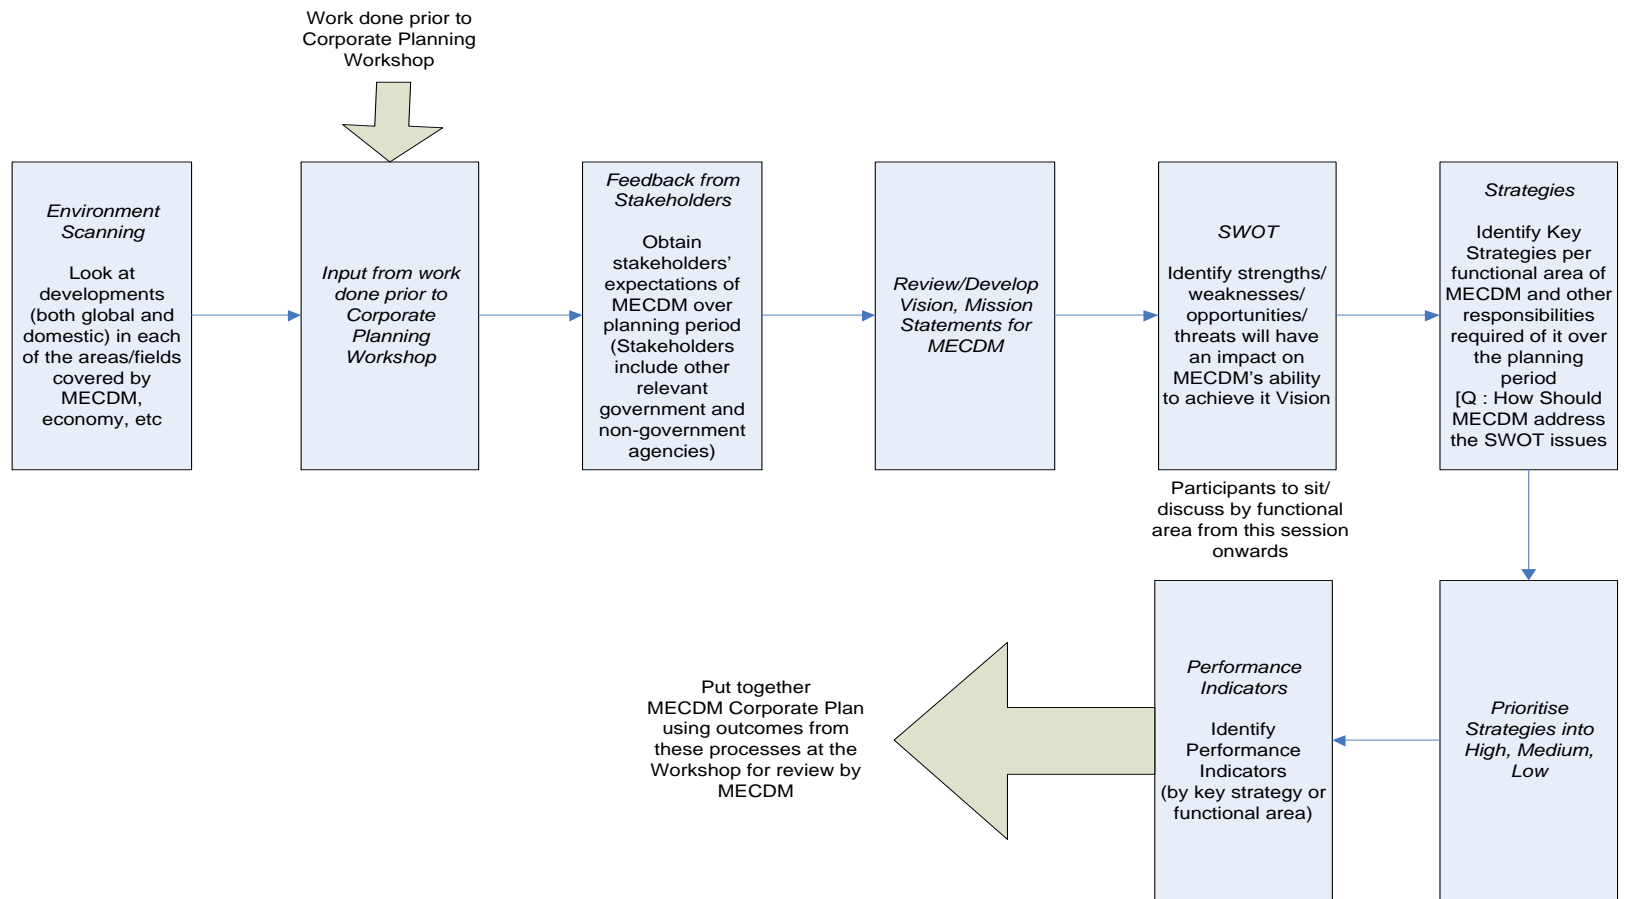 Work done prior to
Corporate Planning
Workshop
Environment
Scanning
Look at
developments
(both global and
domestic) in each
of the areas/fields
covered by
MECDM,
economy, etc
Input from work
done prior to
Corporate
Planning
Workshop
Feedback from
Stakeholders
Obtain
stakeholders'
expectations of
MECDM over
planning period
(Stakeholders
include other
relevant
government and
non-government
agencies)
Review/Develop
Vision, Mission
Statements for
MECDM
SWOT
Identify strengths/
weaknesses/
opportunities/
threats will have
an impact on
MECDM's ability
to achieve it Vision
Strategies
Identify Key
Strategies per
functional area of
MECDM and other
responsibilities
required of it over
the planning
period
[Q : How Should
MECDM address
the SWOT issues
Participants to sit/
discuss by functional
area from this session
onwards
Prioritise
Strategies into
High, Medium,
Low
Performance
Indicators
Identify
Performance
Indicators
(by key strategy or
functional area)
Put together
MECDM Corporate Plan
using outcomes from
these processes at the
Workshop for review by
MECDM